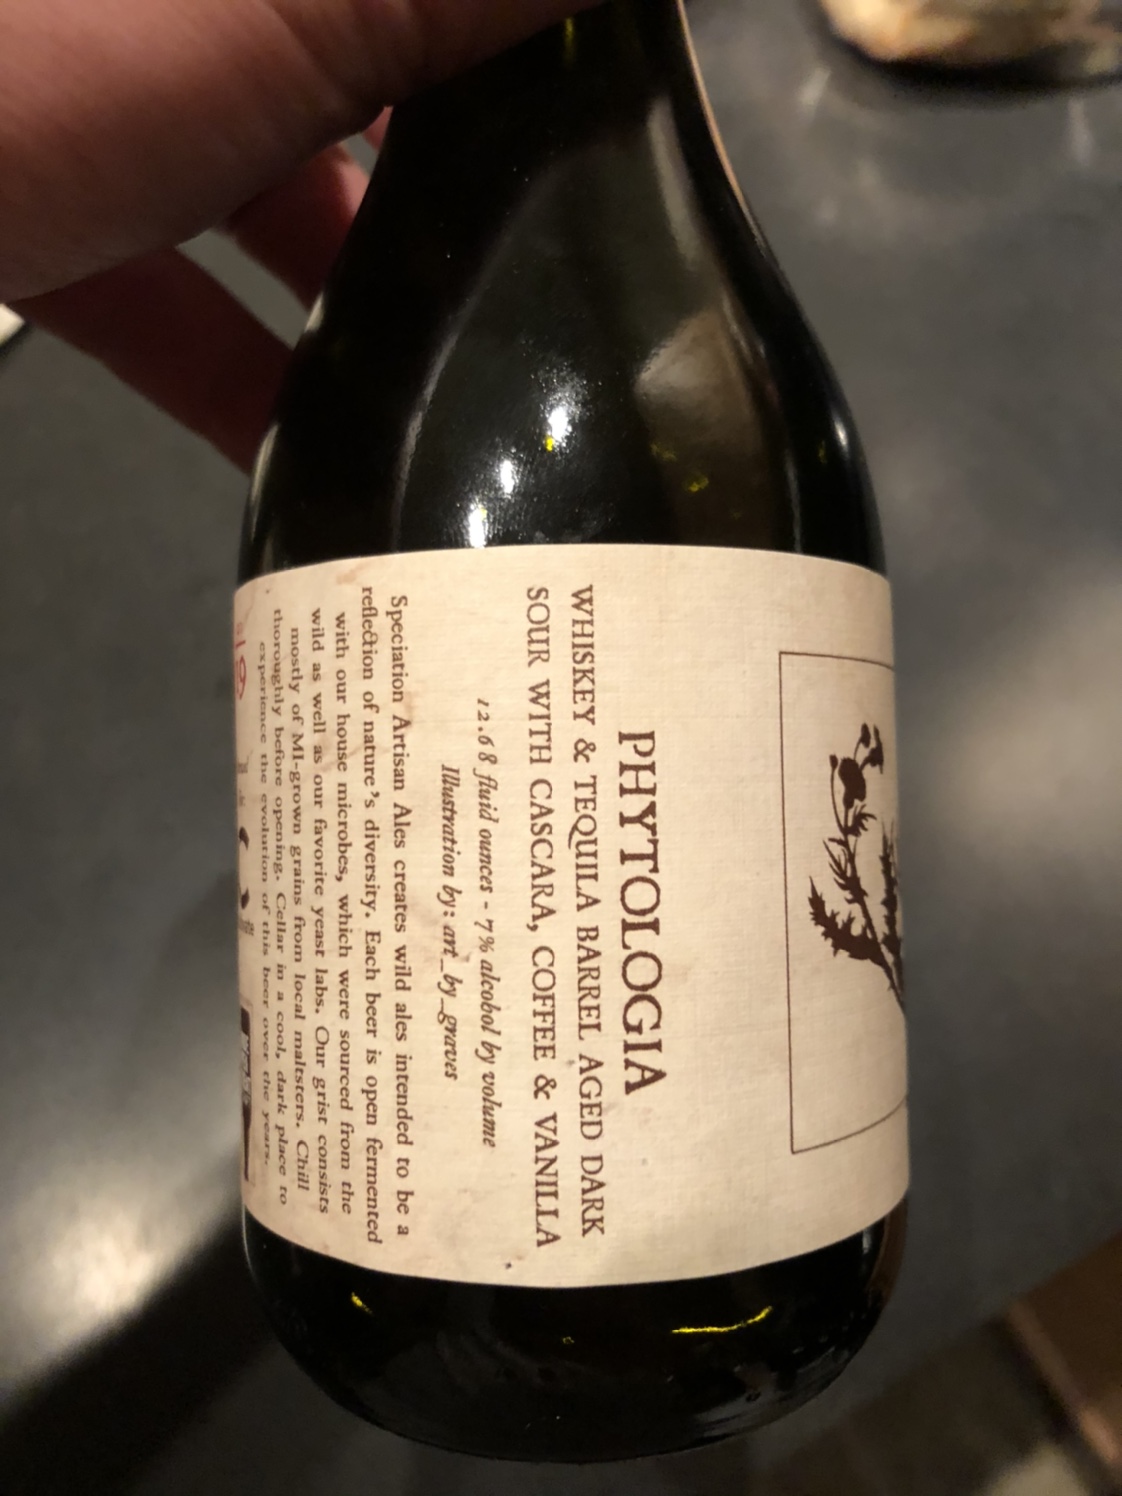 PHYTOLOGIA
WHISKEY & TEQUILA BARREL AGED DARK
SOUR WITH CASCARA, COFFEE & VANILLA
12.68 fluid ounces - 7% alcohol by volume
Illustration by: art_by_graves
Speciation Artisan Ales creates wild ales intended to be a
reflection of nature's diversity. Each beer is open fermented
with our house microbes, which were sourced from the
wild as well as our favorite yeast labs. Our grist consists
mostly of MI-grown grains from local maltsters. Chill
thoroughly before opening. Cellar in a cool, dark place to
experience the evolution of this beer over the years.